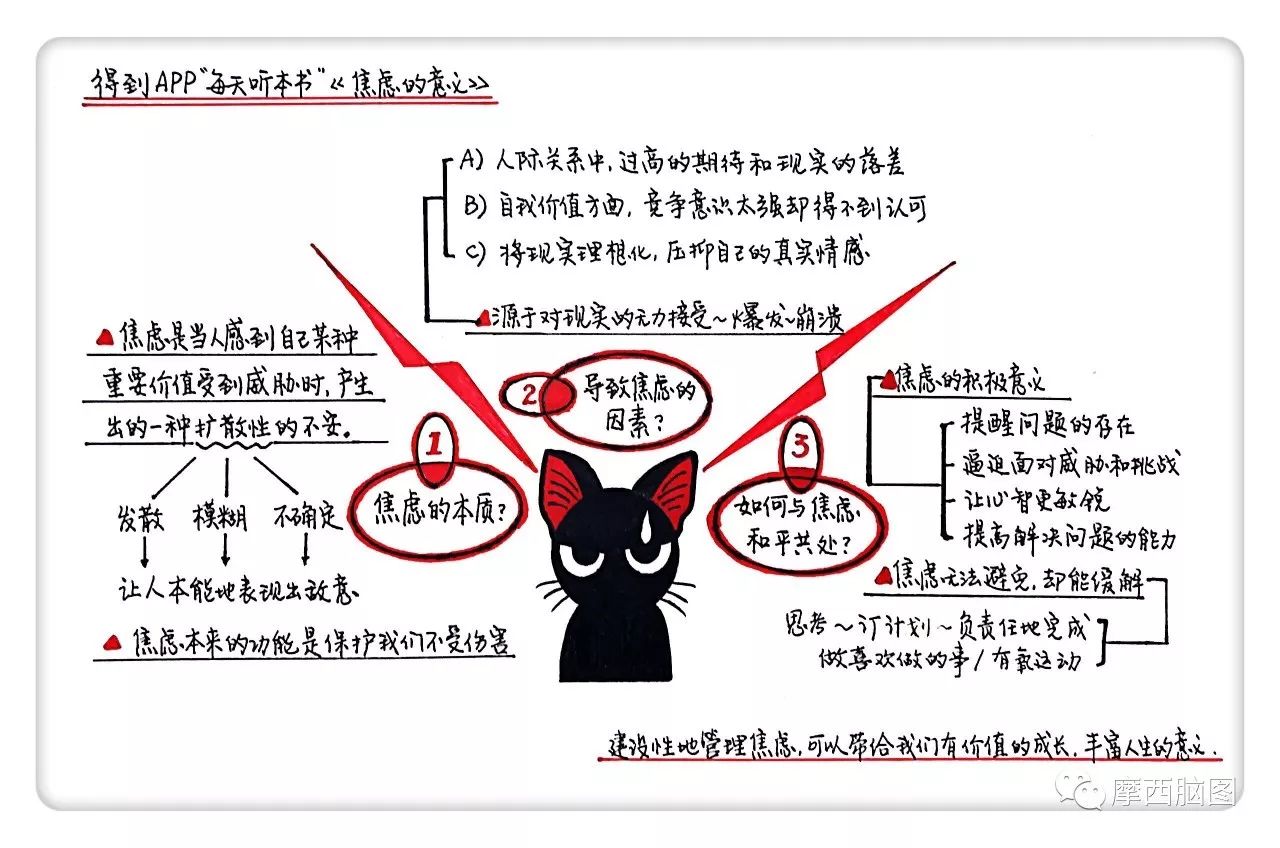 得到APP“每天听本书”《焦虑的意义》
1
焦虑的本质？
焦虑是当人感到自己某种
重要价值受到威胁时，产生
出的一种扩散性的不安。
发散 模糊 不确定
让人本能地表现出敌意
焦虑本来的功能是保护我们不受伤害
2
导致焦虑的
因素？
A) 人际关系中，过高的期待和现实的落差
B) 自我价值方面，竞争意识太强却得不到认可
C) 将现实理想化，压抑自己的真实情感
源于对现实的无力接受~爆发~崩溃
3
如何与焦虑
和平共处？
焦虑的积极意义
提醒问题的存在
逼迫面对威胁和挑战
让心智更敏锐
提高解决问题的能力
焦虑无法避免，却能缓解
思考~订计划~负责任地完成
做喜欢做的事/有氧运动
建设性地管理焦虑，可以带给我们有价值的成长，丰富人生的意义.
摩西脑图